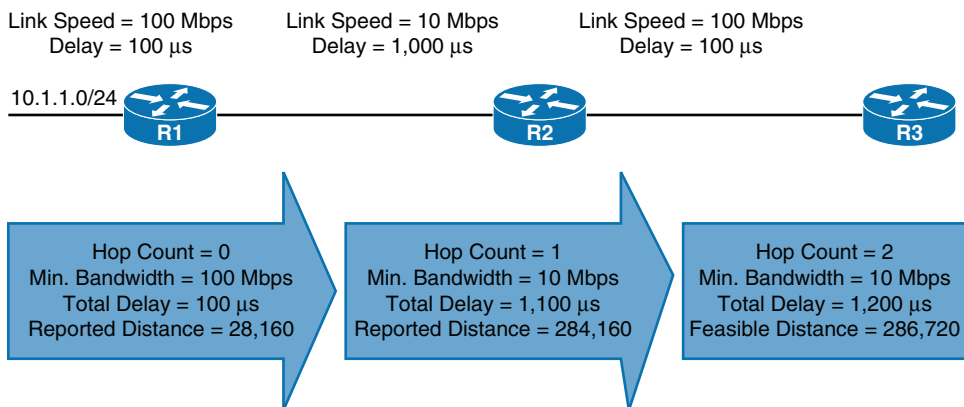 Link Speed = 100 Mbps
Delay = 100 µs
Link Speed = 10 Mbps
Delay = 1,000 µs
Link Speed = 100 Mbps
Delay = 100 µs
10.1.1.0/24
R1
R2
R3
Hop Count = 0
Min. Bandwidth = 100 Mbps
Total Delay = 100 µs
Reported Distance = 28,160
Hop Count = 1
Min. Bandwidth = 10 Mbps
Total Delay = 1,100 µs
Reported Distance = 284,160
Hop Count = 2
Min. Bandwidth = 10 Mbps
Total Delay = 1,200 µs
Feasible Distance = 286,720